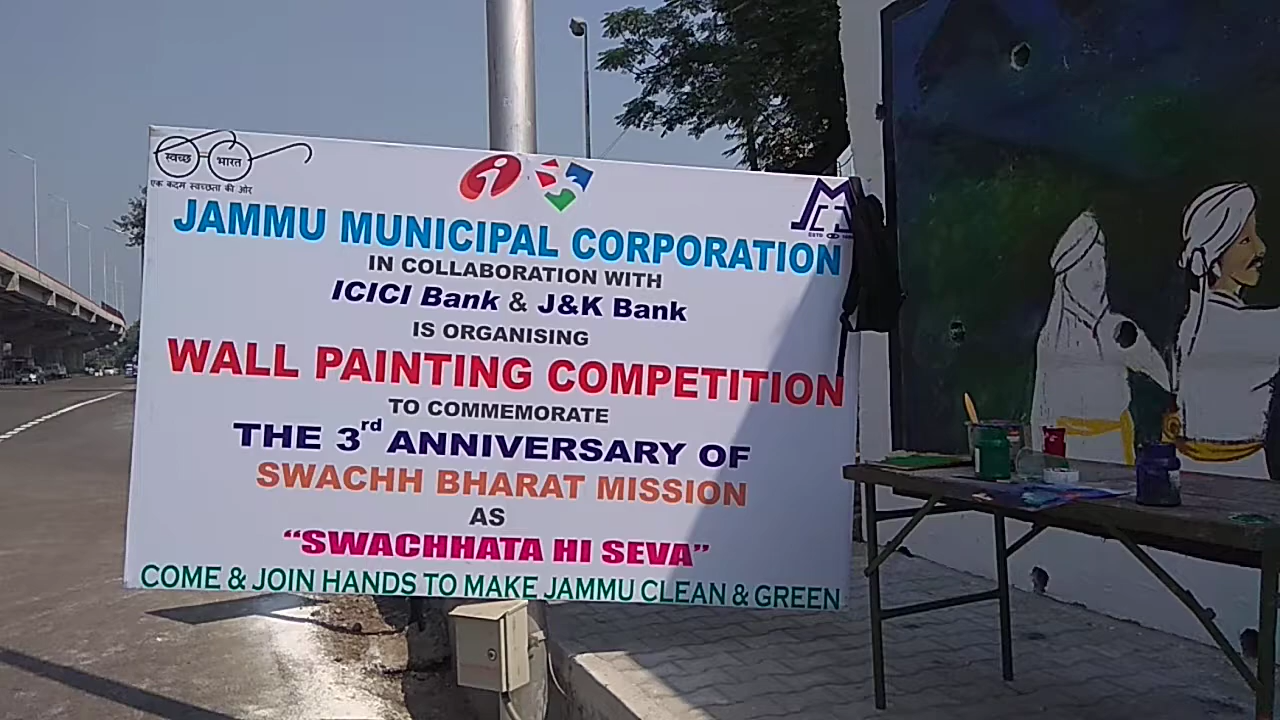 स्वच्छ भारत
एक कदम स्वच्छता की ओर
JAMMU MUNICIPAL CORPORATION
IN COLLABORATION WITH
ICICI Bank & J&K Bank
IS ORGANISING
WALL PAINTING COMPETITION
TO COMMEMORATE
THE 3rd ANNIVERSARY OF
SWACHH BHARAT MISSION
AS
“SWACHHATA HI SEVA”
COME & JOIN HANDS TO MAKE JAMMU CLEAN & GREEN